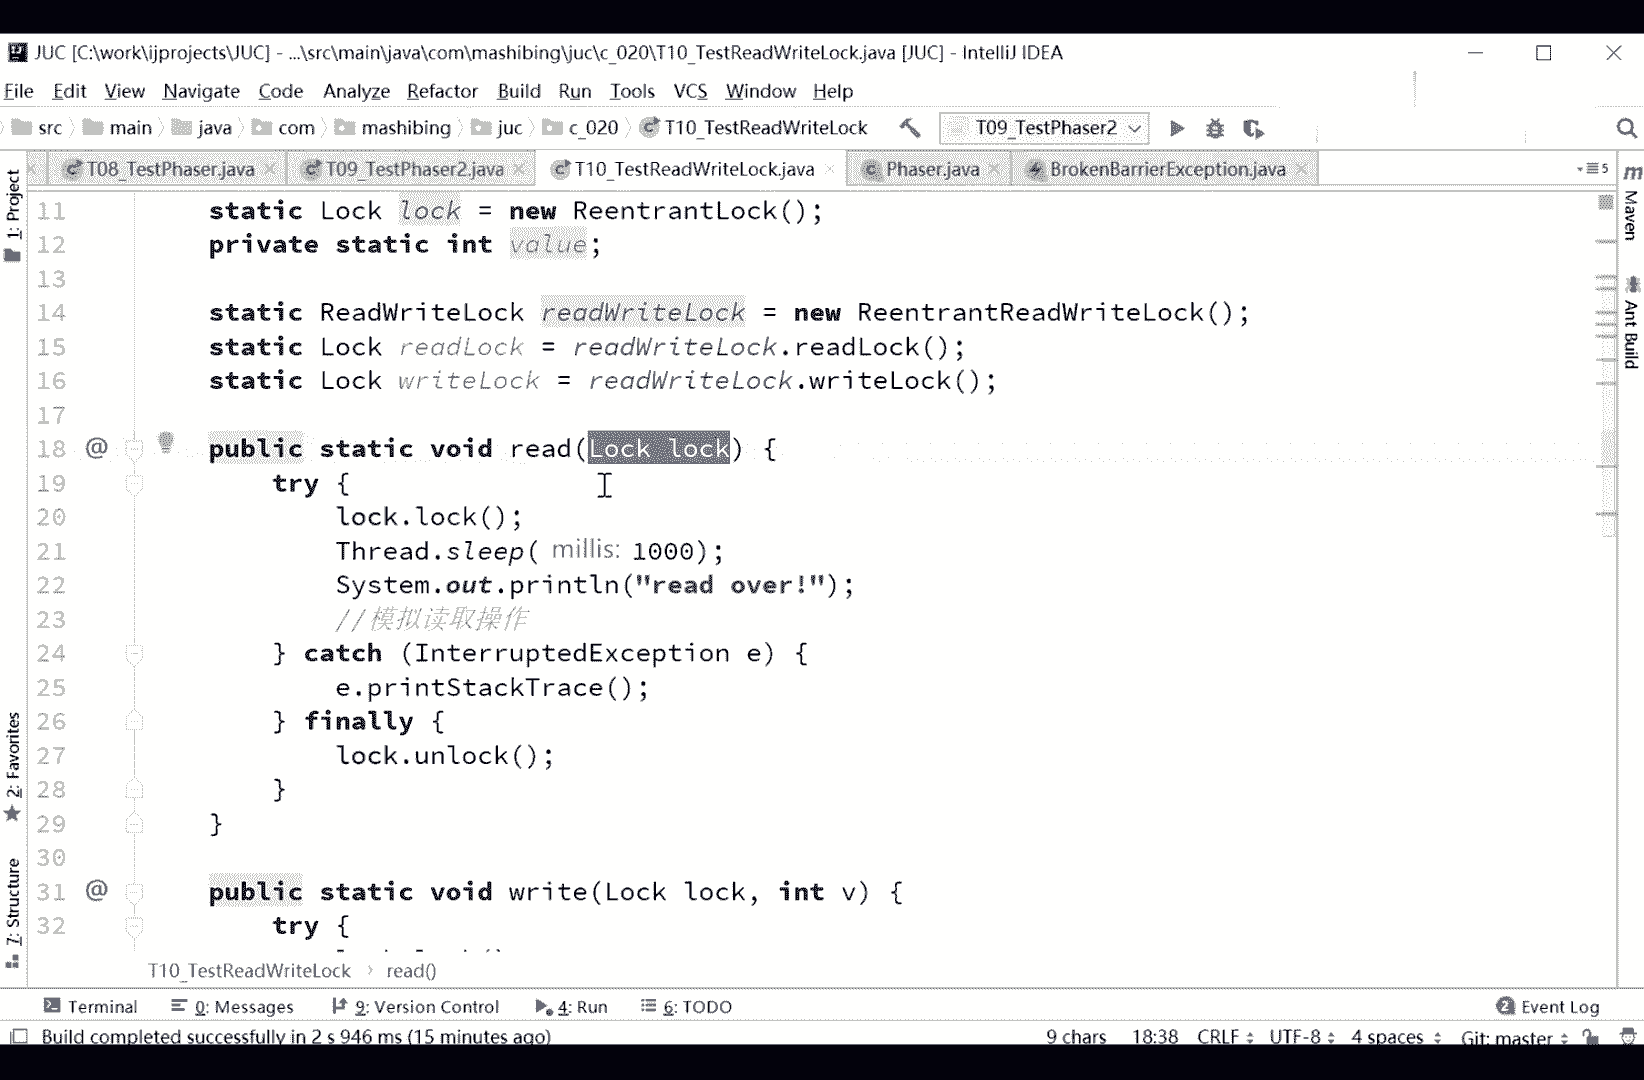 JUC [C:\work\ijprojects\JUC] - ...\src\main\java\com\mashibing\juc\c_020\T10_TestReadWriteLock.java [JUC] - IntelliJ IDEA
File Edit View Navigate Code Analyze Refactor Build Run Tools VCS Window Help
src main java com mashibing juc c_020 T10_TestReadWriteLock T09_TestPhaser2
T08_TestPhaser.java T09_TestPhaser2.java T10_TestReadWriteLock.java Phaser.java BrokenBarrierException.java 5
1: Project
2: Favorites
7: Structure
m Maven
Ant Build
11 static Lock lock = new ReentrantLock();
12 private static int value;
13
14 static ReadWriteLock readWriteLock = new ReentrantReadWriteLock();
15 static Lock readLock = readWriteLock.readLock();
16 static Lock writeLock = readWriteLock.writeLock();
17
18 @ public static void read(Lock lock) {
19 try {
20 lock.lock();
21 Thread.sleep( millis: 1000);
22 System.out.println("read over!");
23 //模拟读取操作
24 } catch (InterruptedException e) {
25 e.printStackTrace();
26 } finally {
27 lock.unlock();
28 }
29 }
30
31 @ public static void write(Lock lock, int v) {
32 try {
T10_TestReadWriteLock › read()
Terminal 0: Messages 9: Version Control 4: Run 6: TODO 2 Event Log
Build completed successfully in 2 s 946 ms (15 minutes ago) 9 chars 18:38 CRLF UTF-8 4 spaces Git: master